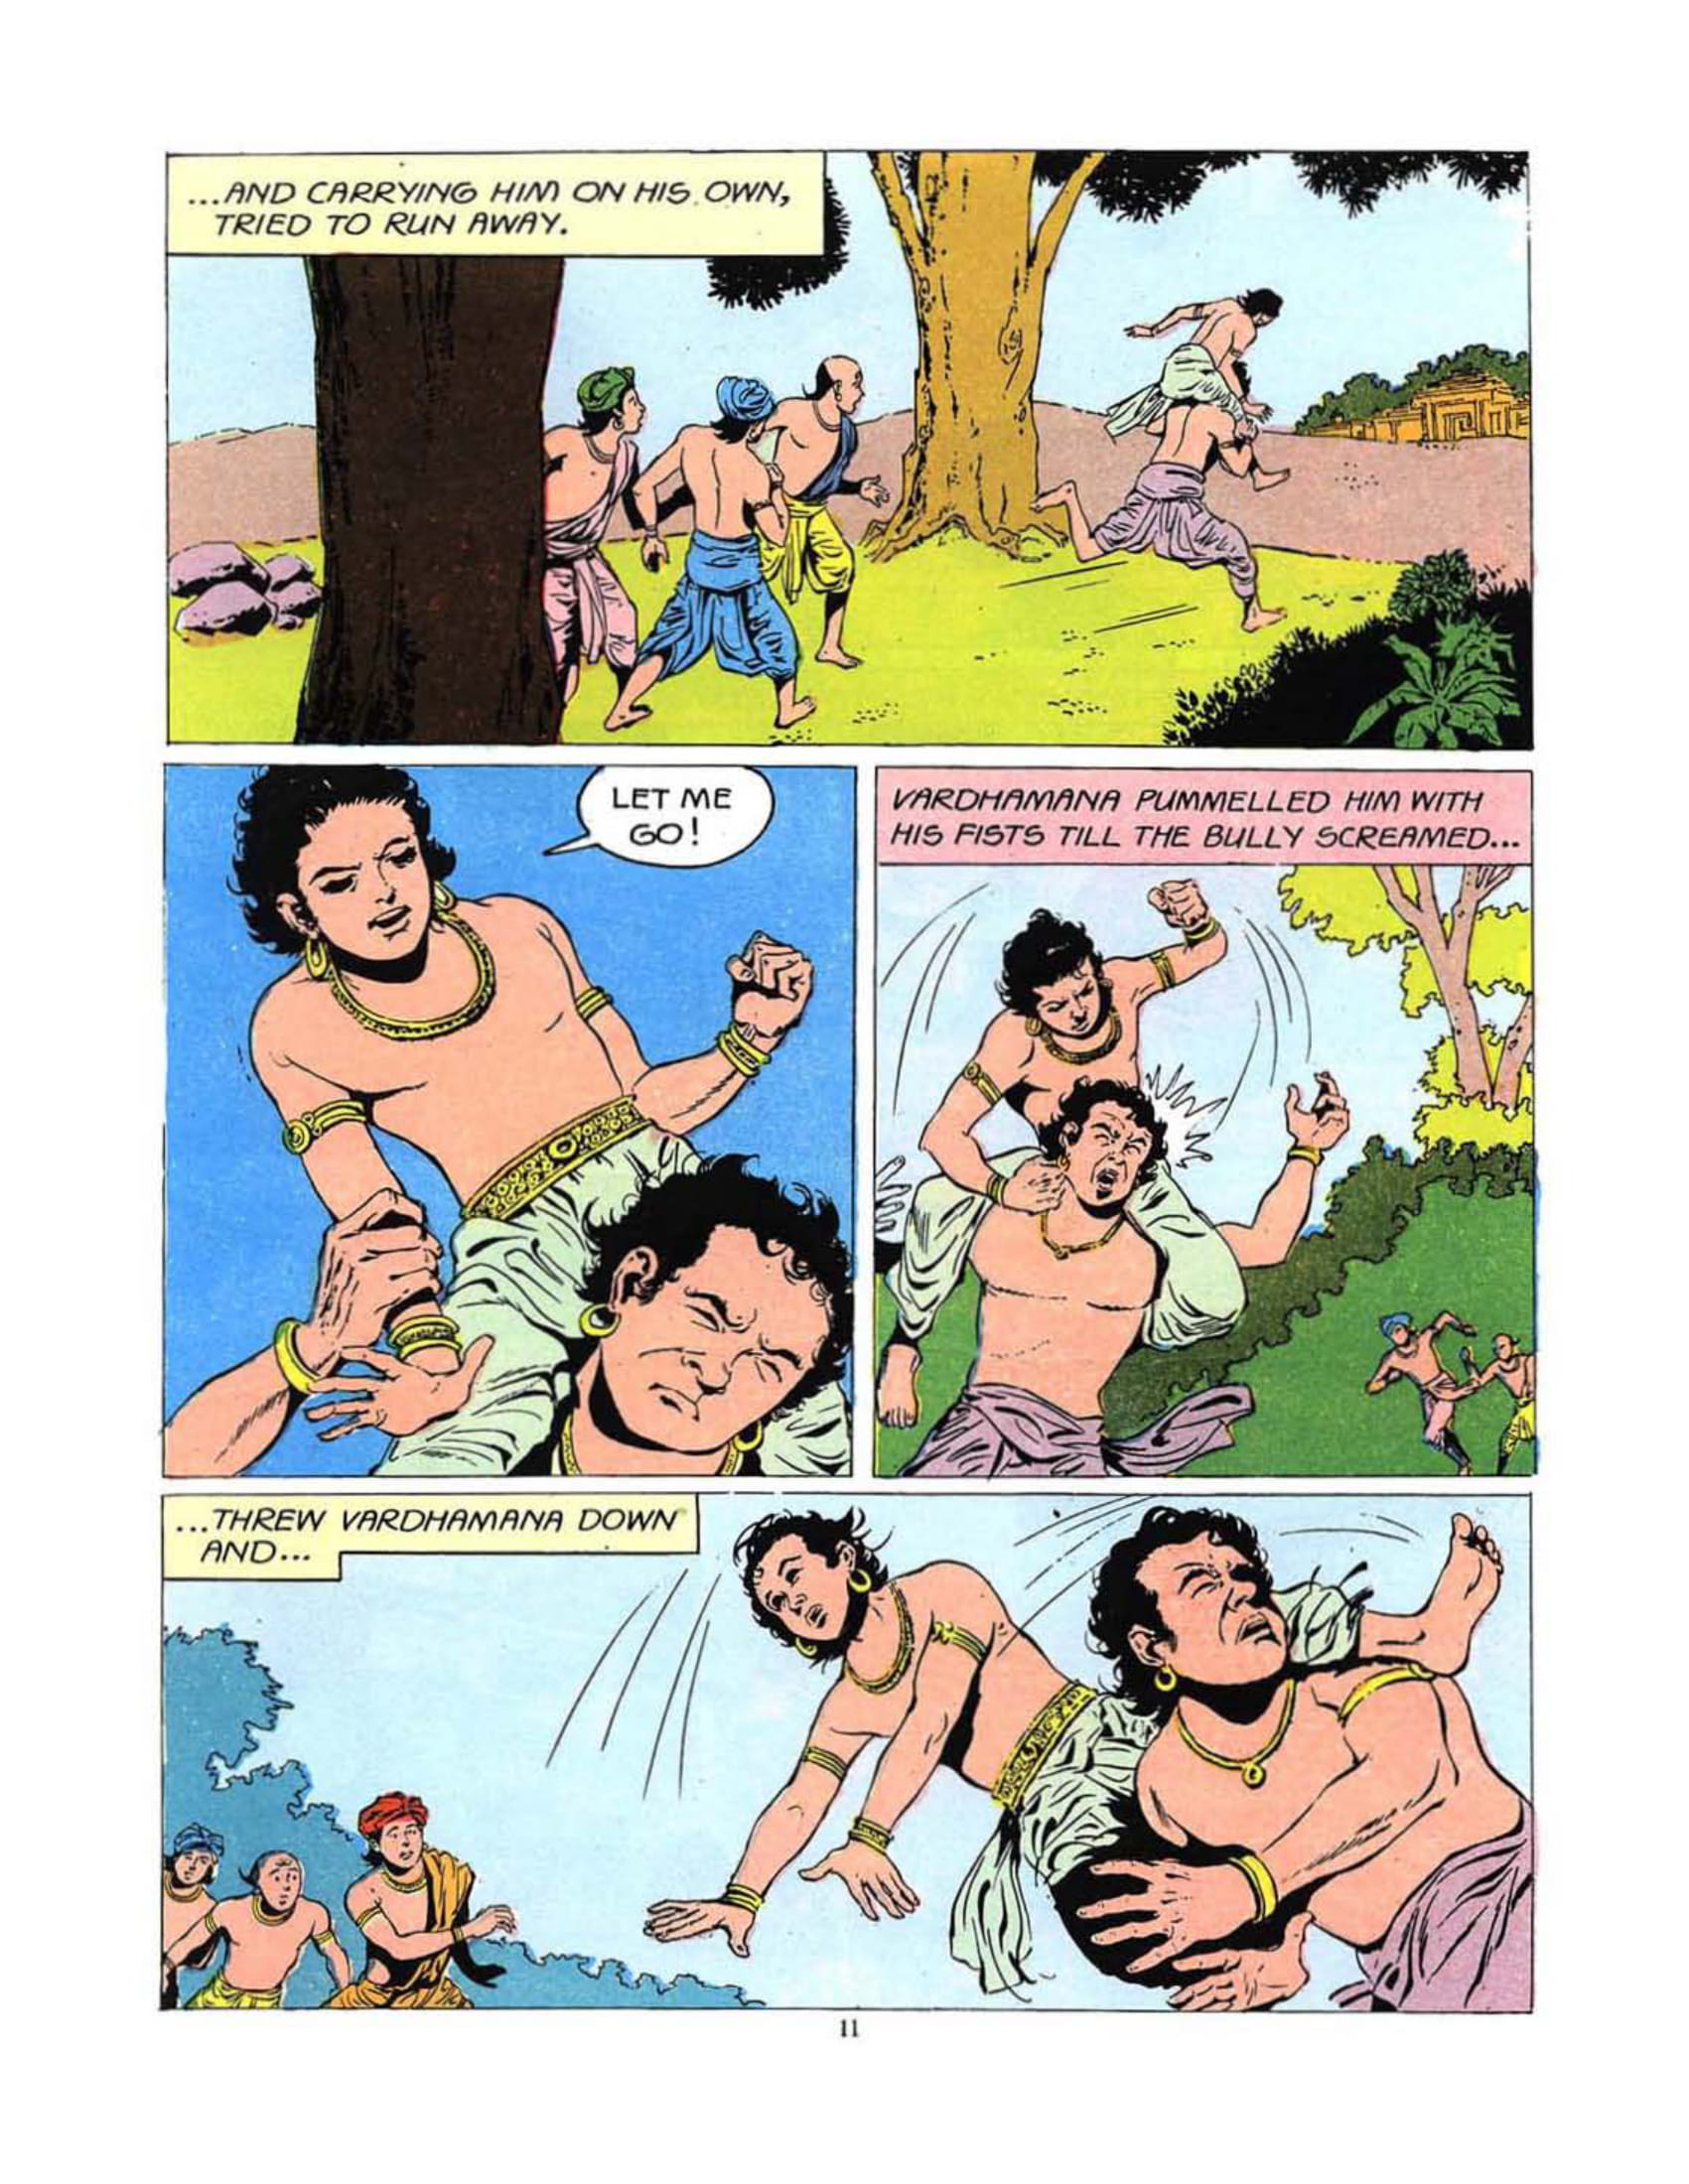 ...AND CARRYING HIM ON HIS OWN,
TRIED TO RUN AWAY.
LET ME
GO!
VARDHAMANA PUMMELLED HIM WITH
HIS FISTS TILL THE BULLY SCREAMED...
...THREW VARDHAMANA DOWN
AND...
11